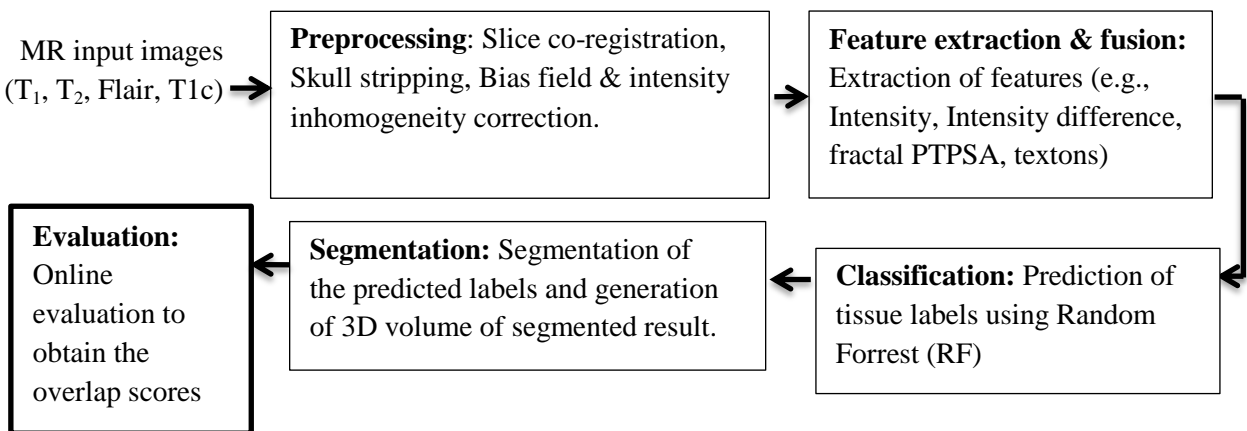 MR input images
(T1, T2, Flair, T1c)
Preprocessing: Slice co-registration,
Skull stripping, Bias field & intensity
inhomogeneity correction.
Feature extraction & fusion:
Extraction of features (e.g.,
Intensity, Intensity difference,
fractal PTPSA, textons)
Classification: Prediction of
tissue labels using Random
Forrest (RF)
Segmentation: Segmentation of
the predicted labels and generation
of 3D volume of segmented result.
Evaluation:
Online
evaluation to
obtain the
overlap scores